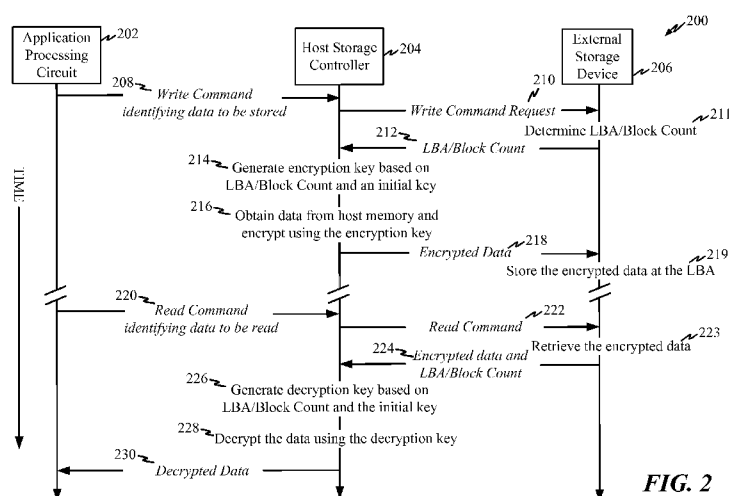 200
Application
Processing
Circuit
202
Host Storage
Controller
204
External
Storage
Device
206
208
Write Command
identifying data to be stored
210
Write Command Request
211
Determine LBA/Block Count
212
LBA/Block Count
214
Generate encryption key based on
LBA/Block Count and an initial key
216
Obtain data from host memory and
encrypt using the encryption key
TIME
218
Encrypted Data
219
Store the encrypted data at the LBA
220
Read Command
identifying data to be read
222
Read Command
223
Retrieve the encrypted data
224
Encrypted data and
LBA/Block Count
226
Generate decryption key based on
LBA/Block Count and the initial key
228
Decrypt the data using the decryption key
230
Decrypted Data
FIG. 2